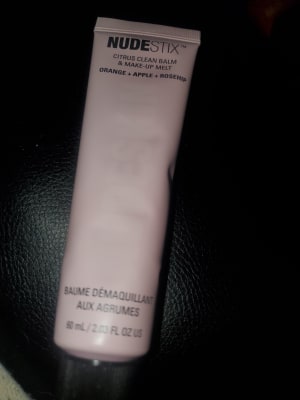 NUDESTIX™
CITRUS CLEAN BALM
& MAKE-UP MELT
ORANGE + APPLE + ROSEHIP
BAUME DÉMAQUILLANT
AUX AGRUMES
60 mL / 2.03 FL OZ US